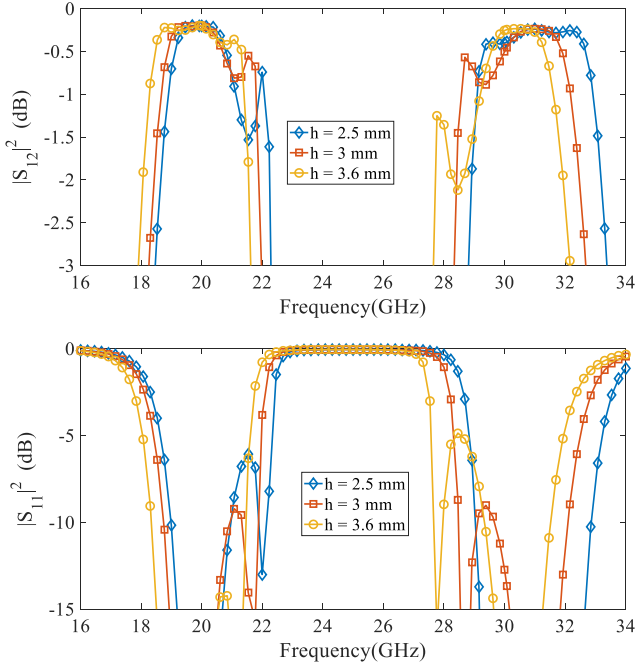 0
-0.5
-1
-1.5
-2
-2.5
-3
|S12|2 (dB)
h = 2.5 mm
h = 3 mm
h = 3.6 mm
16 18 20 22 24 26 28 30 32 34
Frequency(GHz)
0
-5
-10
-15
|S11|2 (dB)
h = 2.5 mm
h = 3 mm
h = 3.6 mm
16 18 20 22 24 26 28 30 32 34
Frequency(GHz)